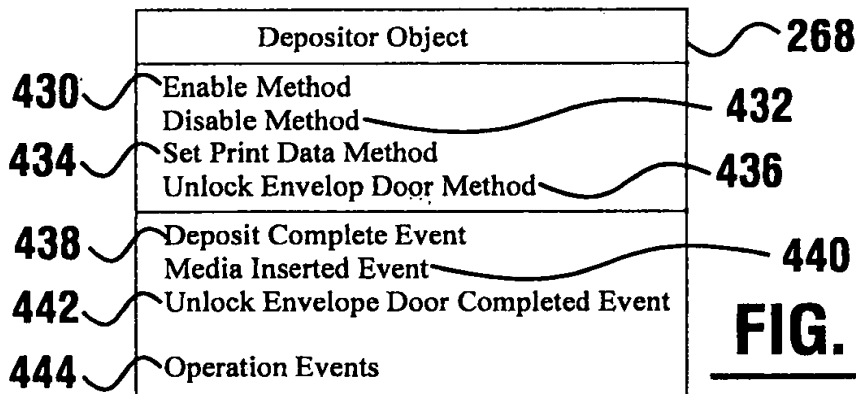 Depositor Object 268
430 Enable Method
Disable Method 432
434 Set Print Data Method
Unlock Envelop Door Method 436
438 Deposit Complete Event
Media Inserted Event 440
442 Unlock Envelope Door Completed Event
FIG.
444 Operation Events